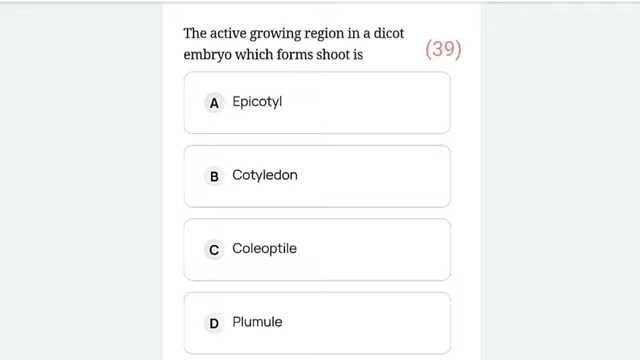 The active growing region in a dicot
embryo which forms shoot is
(39)
A Epicotyl
B Cotyledon
C Coleoptile
D Plumule